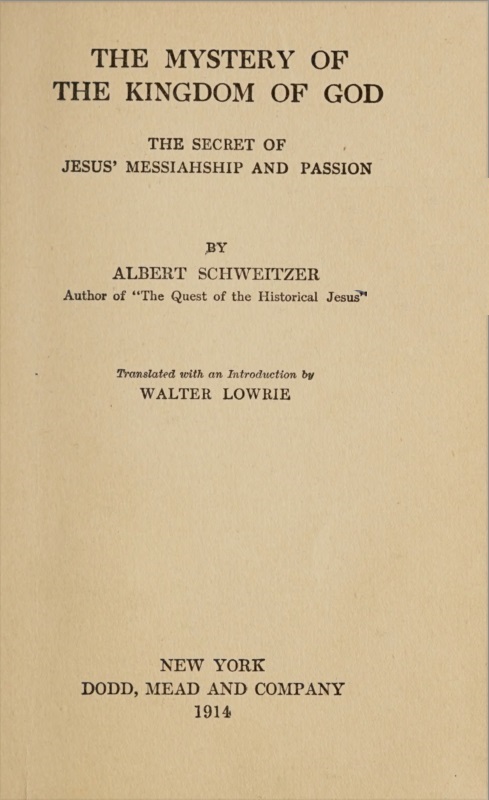 THE MYSTERY OF
THE KINGDOM OF GOD
THE SECRET OF
JESUS' MESSIAHSHIP AND PASSION
BY
ALBERT SCHWEITZER
Author of "The Quest of the Historical Jesus"
Translated with an Introduction by
WALTER LOWRIE
NEW YORK
DODD, MEAD AND COMPANY
1914